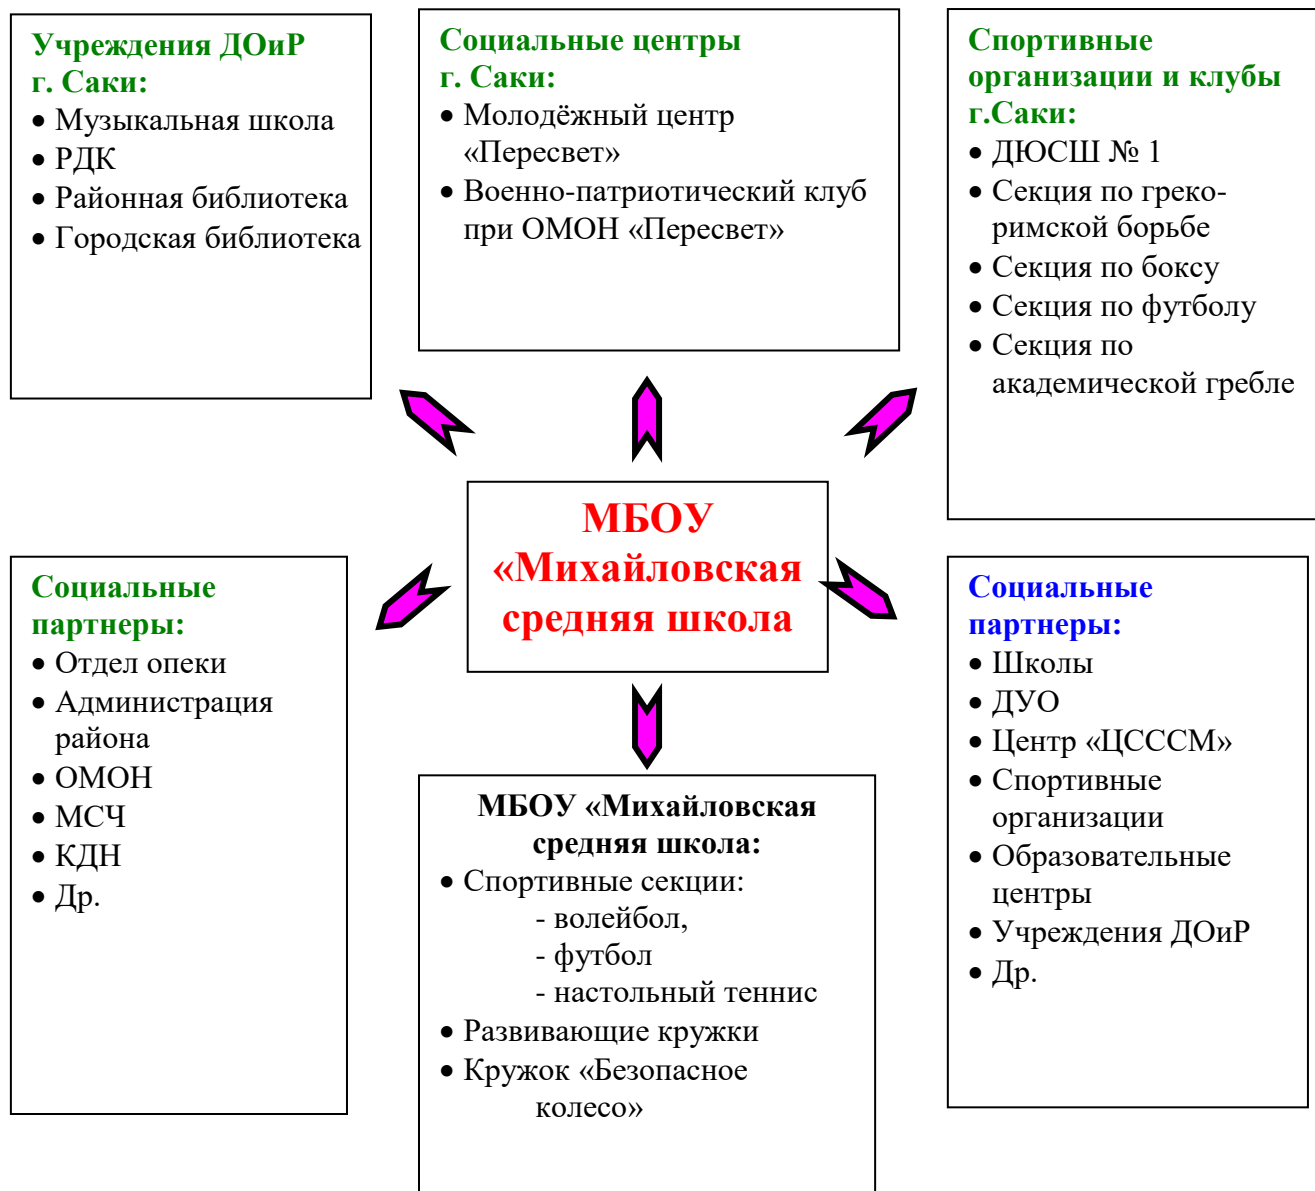 Учреждения ДОиР
г. Саки:
• Музыкальная школа
• РДК
• Районная библиотека
• Городская библиотека
Социальные центры
г. Саки:
• Молодёжный центр
«Пересвет»
• Военно-патриотический клуб
при ОМОН «Пересвет»
Спортивные
организации и клубы
г.Саки:
• ДЮСШ № 1
• Секция по греко-
римской борьбе
• Секция по боксу
• Секция по футболу
• Секция по
академической гребле
МБОУ
«Михайловская
средняя школа
Социальные
партнеры:
• Отдел опеки
• Администрация
района
• ОМОН
• МСЧ
• КДН
• Др.
МБОУ «Михайловская
средняя школа:
• Спортивные секции:
- волейбол,
- футбол
- настольный теннис
• Развивающие кружки
• Кружок «Безопасное
колесо»
Социальные
партнеры:
• Школы
• ДУО
• Центр «ЦСССМ»
• Спортивные
организации
• Образовательные
центры
• Учреждения ДОиР
• Др.